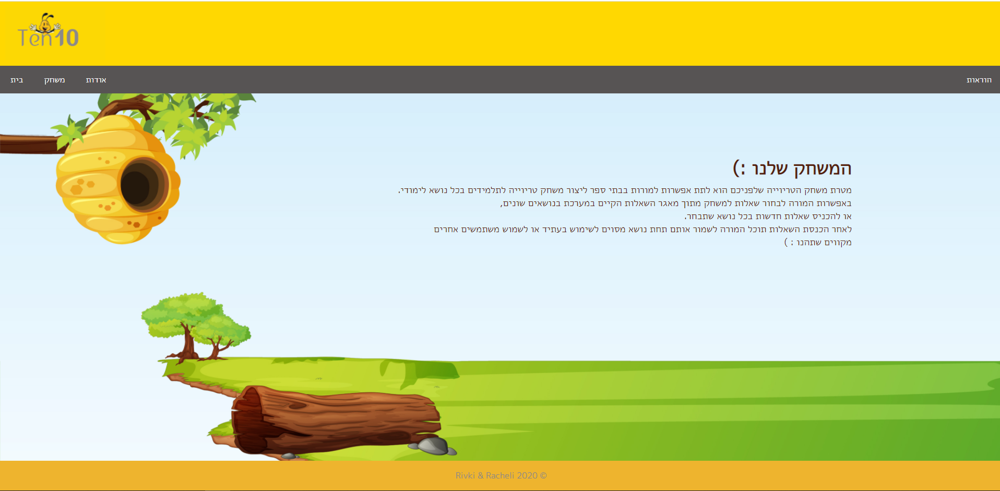 Ten10
בית
משחק
אודות
הוראות
המשחק שלנו :)
מטרת משחק הטריוייה שלפניכם הוא לתת אפשרות למורות בבתי ספר ליצור משחק טריוייה לתלמידים בכל נושא לימודי.
באפשרות המורה לבחור שאלות למשחק מתוך מאגר השאלות הקיים במערכת בנושאים שונים,
או להכניס שאלות חדשות בכל נושא שתבחר.
לאחר הכנסת השאלות תוכל המורה לשמור אותם תחת נושא מסוים לשימוש בעתיד או לשמוש משתמשים אחרים
מקווים שתהנו : )
Rivki & Racheli 2020 ©